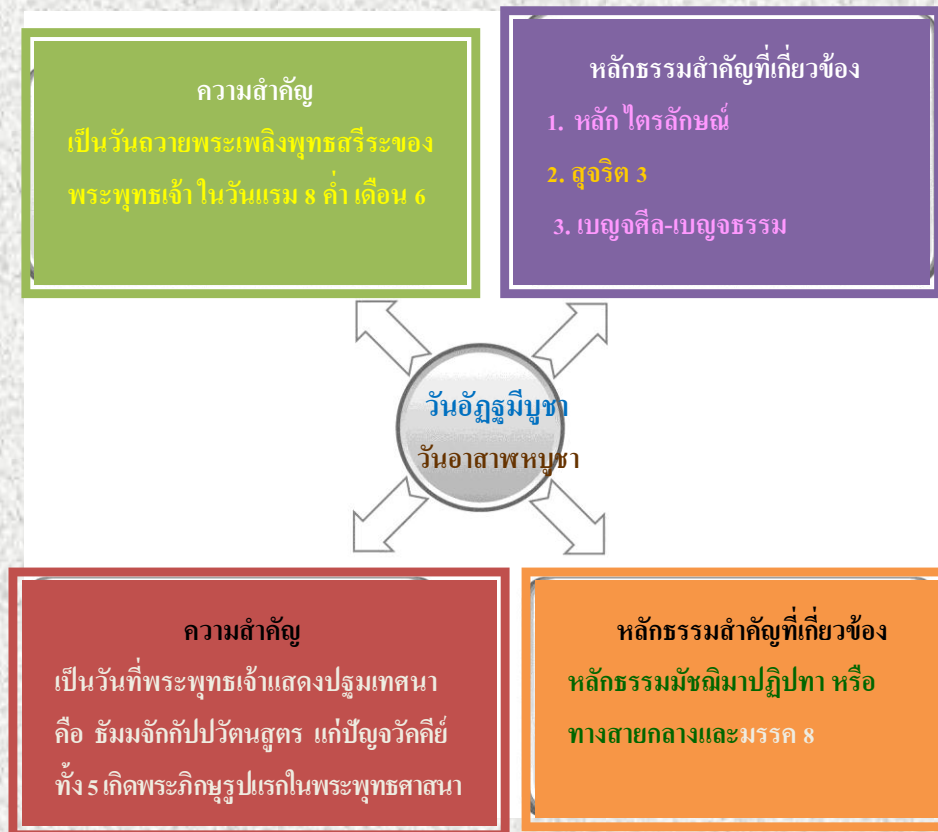 ความสำคัญ
เป็นวันถวายพระเพลิงพุทธสรีระของ
พระพุทธเจ้า ในวันแรม 8 ค่ำ เดือน 6
หลักธรรมสำคัญที่เกี่ยวข้อง
1. หลัก ไตรลักษณ์
2. สุจริต 3
3. เบญจศีล-เบญจธรรม
วันอัฏฐมีบูชา
วันอาสาฬหบูชา
ความสำคัญ
เป็นวันที่พระพุทธเจ้าแสดงปฐมเทศนา
คือ ธัมมจักกัปปวัตนสูตร แก่ปัญจวัคคีย์
ทั้ง 5 เกิดพระภิกษุรูปแรกในพระพุทธศาสนา
หลักธรรมสำคัญที่เกี่ยวข้อง
หลักธรรมมัชฌิมาปฏิปทา หรือ
ทางสายกลางและมรรค 8